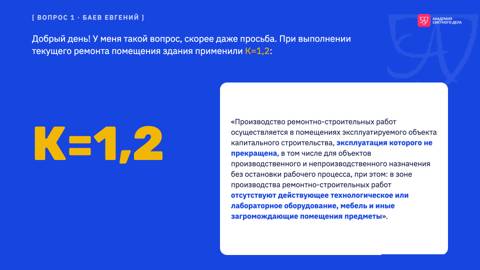 [ ВОПРОС 1 · БАЕВ ЕВГЕНИЙ ]
АКАДЕМИЯ
СМЕТНОГО ДЕЛА
Добрый день! У меня такой вопрос, скорее даже просьба. При выполнении
текущего ремонта помещения здания применили К=1,2:
К=1,2
«Производство ремонтно-строительных работ
осуществляется в помещениях эксплуатируемого объекта
капитального строительства, эксплуатация которого не
прекращена, в том числе для объектов
производственного и непроизводственного назначения
без остановки рабочего процесса, при этом: в зоне
производства ремонтно-строительных работ
отсутствуют действующее технологическое или
лабораторное оборудование, мебель и иные
загромождающие помещения предметы».